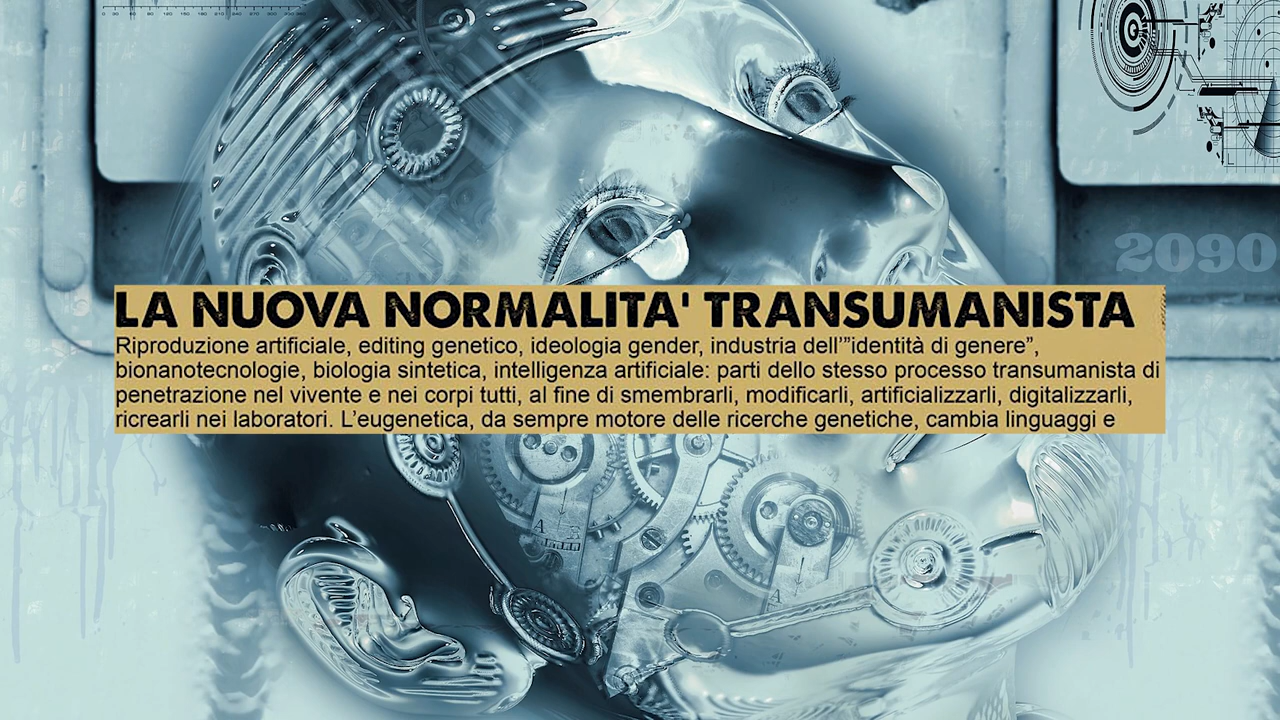 2090
LA NUOVA NORMALITA' TRANSUMANISTA
Riproduzione artificiale, editing genetico, ideologia gender, industria dell’”identità di genere”,
bionanotecnologie, biologia sintetica, intelligenza artificiale: parti dello stesso processo transumanista di
penetrazione nel vivente e nei corpi tutti, al fine di smembrarli, modificarli, artificializzarli, digitalizzarli,
ricrearli nei laboratori. L’eugenetica, da sempre motore delle ricerche genetiche, cambia linguaggi e
A
A